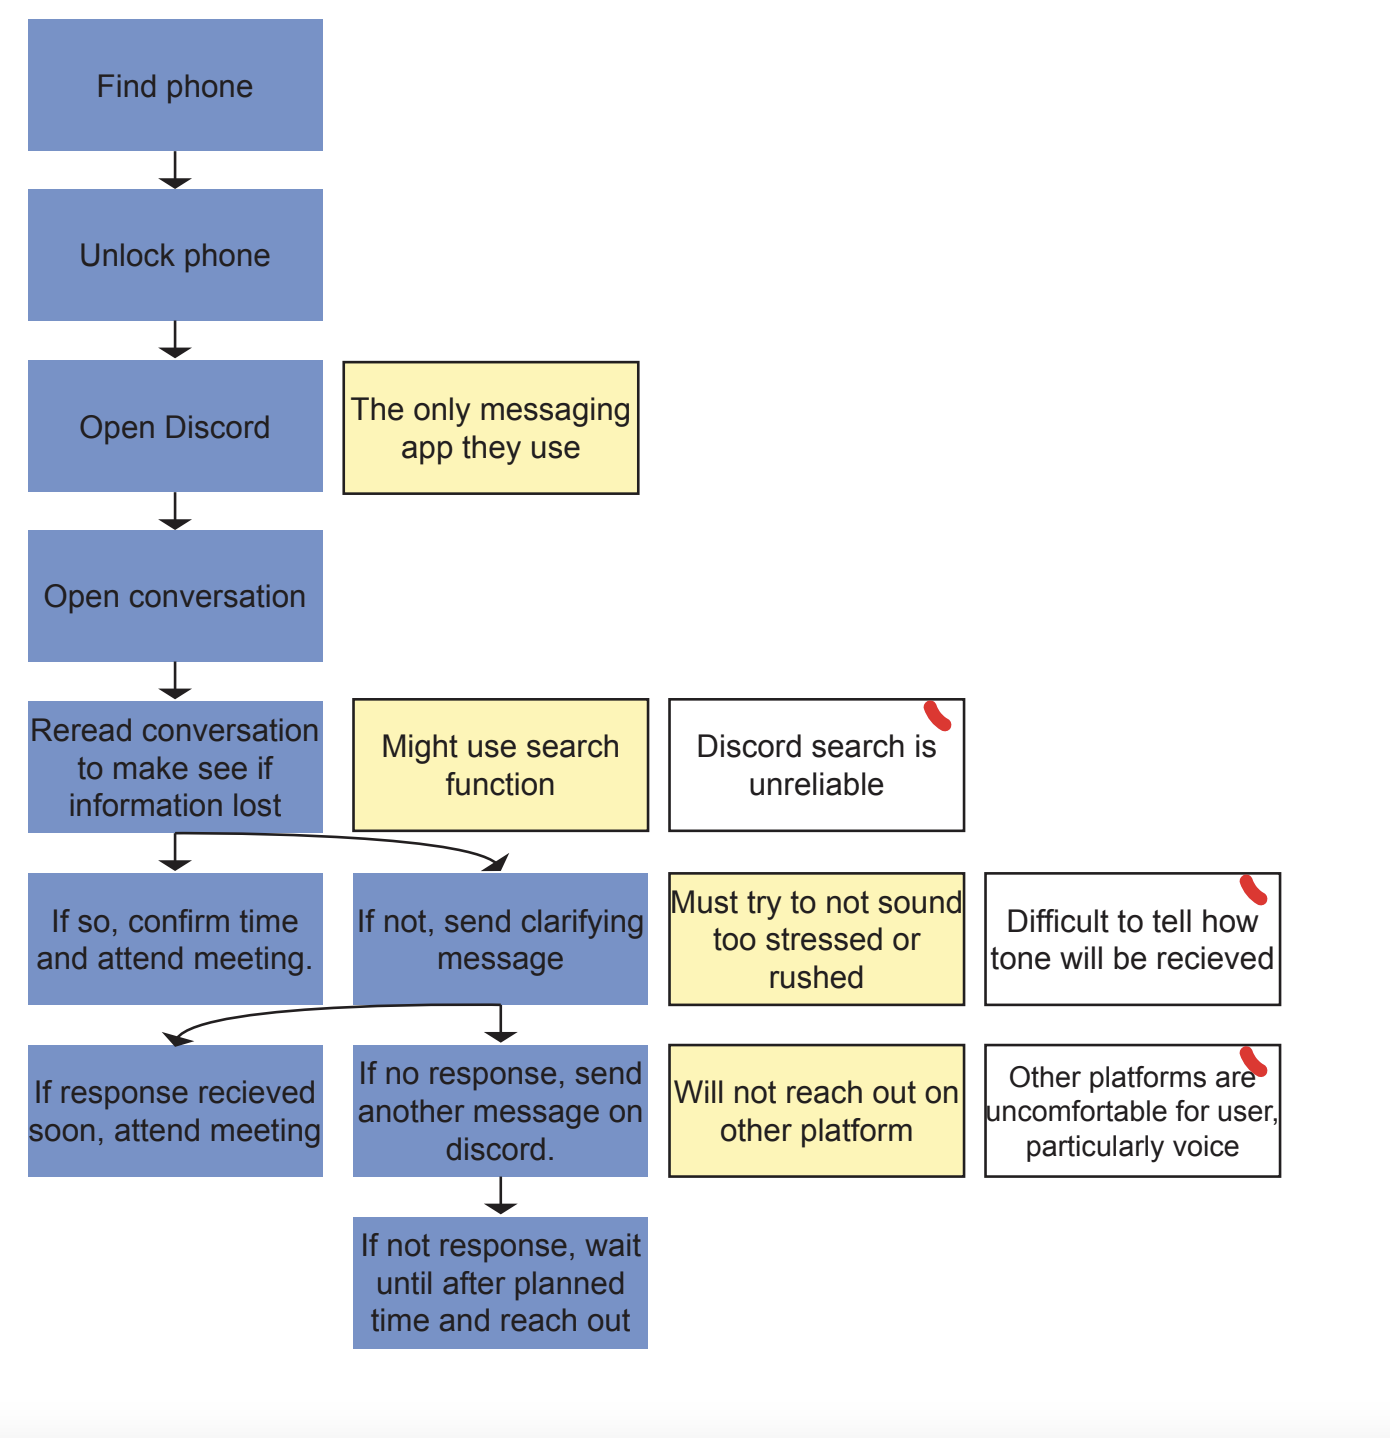 Find phone
Unlock phone
Open Discord
The only messaging
app they use
Open conversation
Reread conversation
to make see if
information lost
Might use search
function
Discord search is
unreliable
If so, confirm time
and attend meeting.
If not, send clarifying
message
Must try to not sound
too stressed or
rushed
Difficult to tell how
tone will be recieved
If response recieved
soon, attend meeting
If no response, send
another message on
discord.
Will not reach out on
other platform
Other platforms are
uncomfortable for user,
particularly voice
If not response, wait
until after planned
time and reach out